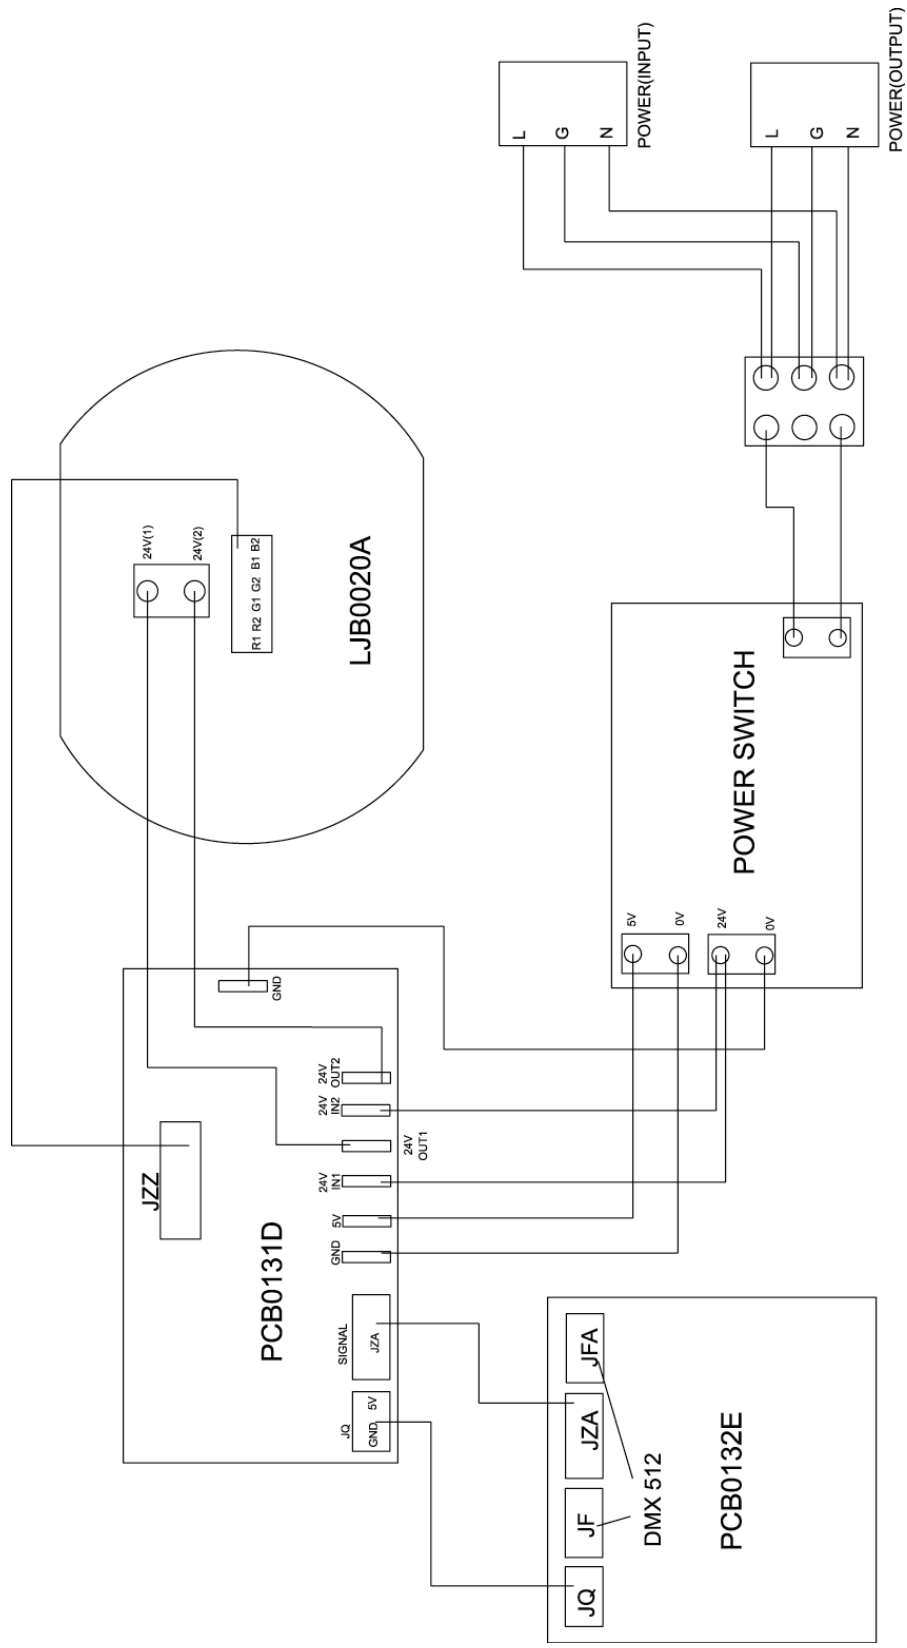 POWER(INPUT)
L
G
N
POWER(OUTPUT)
L
G
N
LJB0020A
24V(1)
24V(2)
R1 R2 G1 G2 B1 B2
POWER SWITCH
5V
0V
24V
0V
PCB0131D
JZZ
GND
JQ
GND 5V
SIGNAL
JZA
GND
5V
24V
IN1
24V
OUT1
24V
IN2
24V
OUT2
PCB0132E
JQ
JF
JZA
JFA
DMX 512